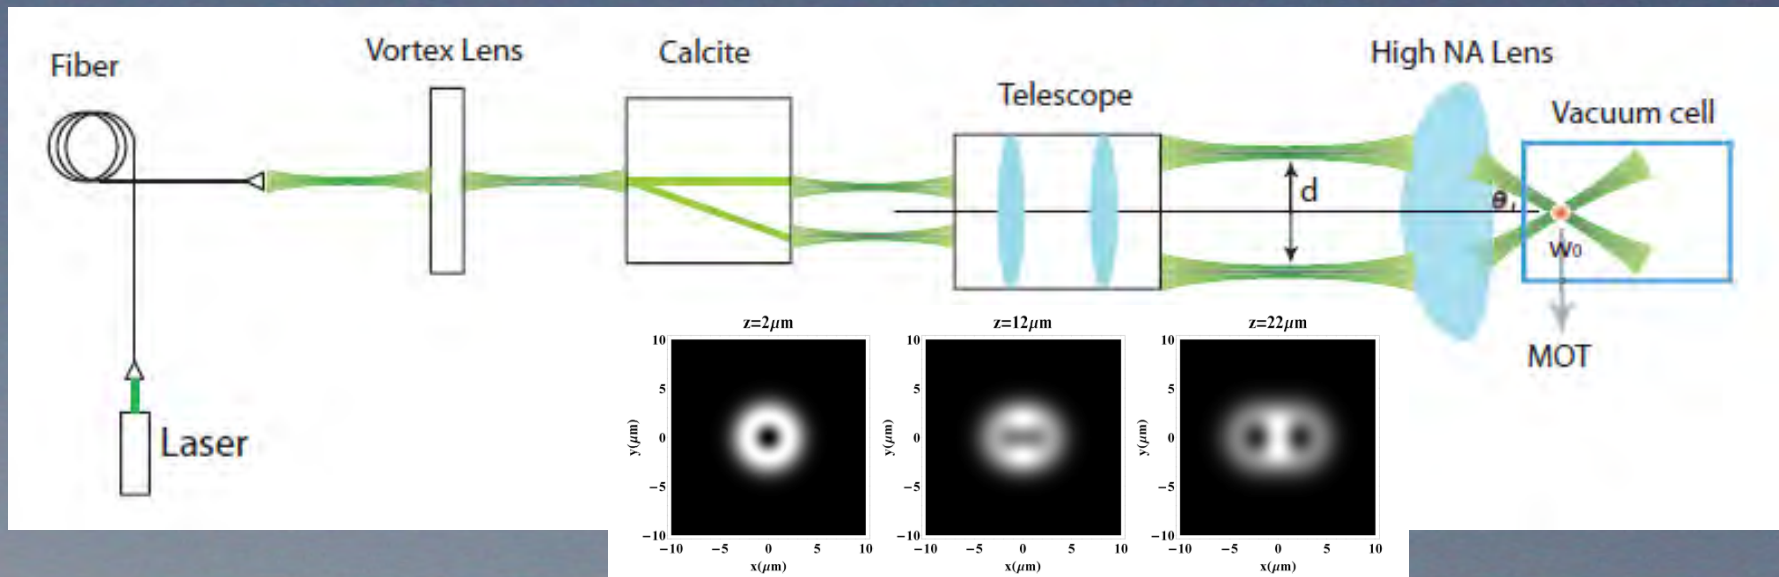 Fiber
Vortex Lens
Calcite
Telescope
High NA Lens
Vacuum cell
d
θ
W0
MOT
Laser
z=2μm
10
5
0
−5
−10
y(μm)
−10 −5 0 5 10
x(μm)
z=12μm
10
5
0
−5
−10
y(μm)
−10 −5 0 5 10
x(μm)
z=22μm
10
5
0
−5
−10
y(μm)
−10 −5 0 5 10
x(μm)